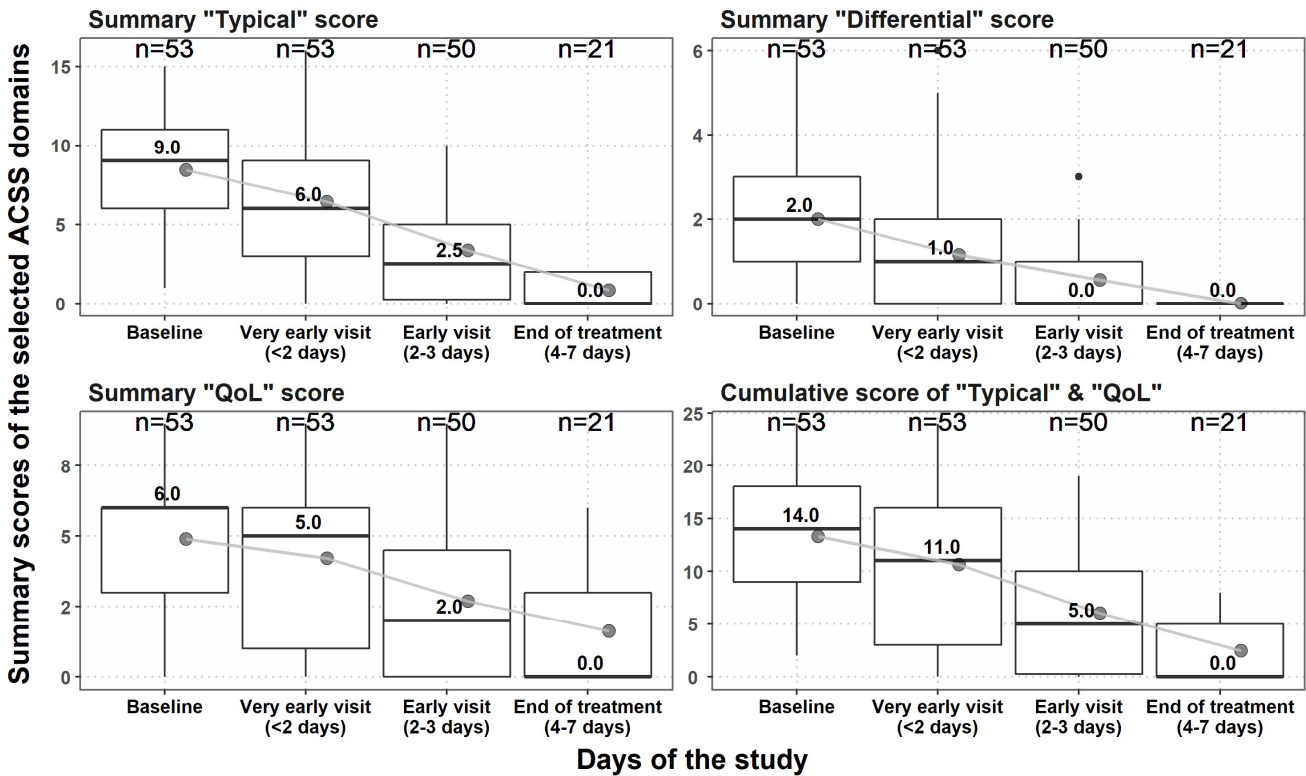 Summary scores of the selected ACSS domains
Summary "Typical" score
n=53 n=53 n=50 n=21
15
10
5
0
9.0
6.0
2.5
0.0
Baseline Very early visit Early visit End of treatment
(<2 days) (2-3 days) (4-7 days)
Summary "Differential" score
n=53 n=53 n=50 n=21
6
4
2
0
2.0
1.0
0.0
0.0
Baseline Very early visit Early visit End of treatment
(<2 days) (2-3 days) (4-7 days)
Summary "QoL" score
n=53 n=53 n=50 n=21
8
5
2
0
6.0
5.0
2.0
0.0
Baseline Very early visit Early visit End of treatment
(<2 days) (2-3 days) (4-7 days)
Cumulative score of "Typical" & "QoL"
n=53 n=53 n=50 n=21
25
20
15
10
5
0
14.0
11.0
5.0
0.0
Baseline Very early visit Early visit End of treatment
(<2 days) (2-3 days) (4-7 days)
Days of the study